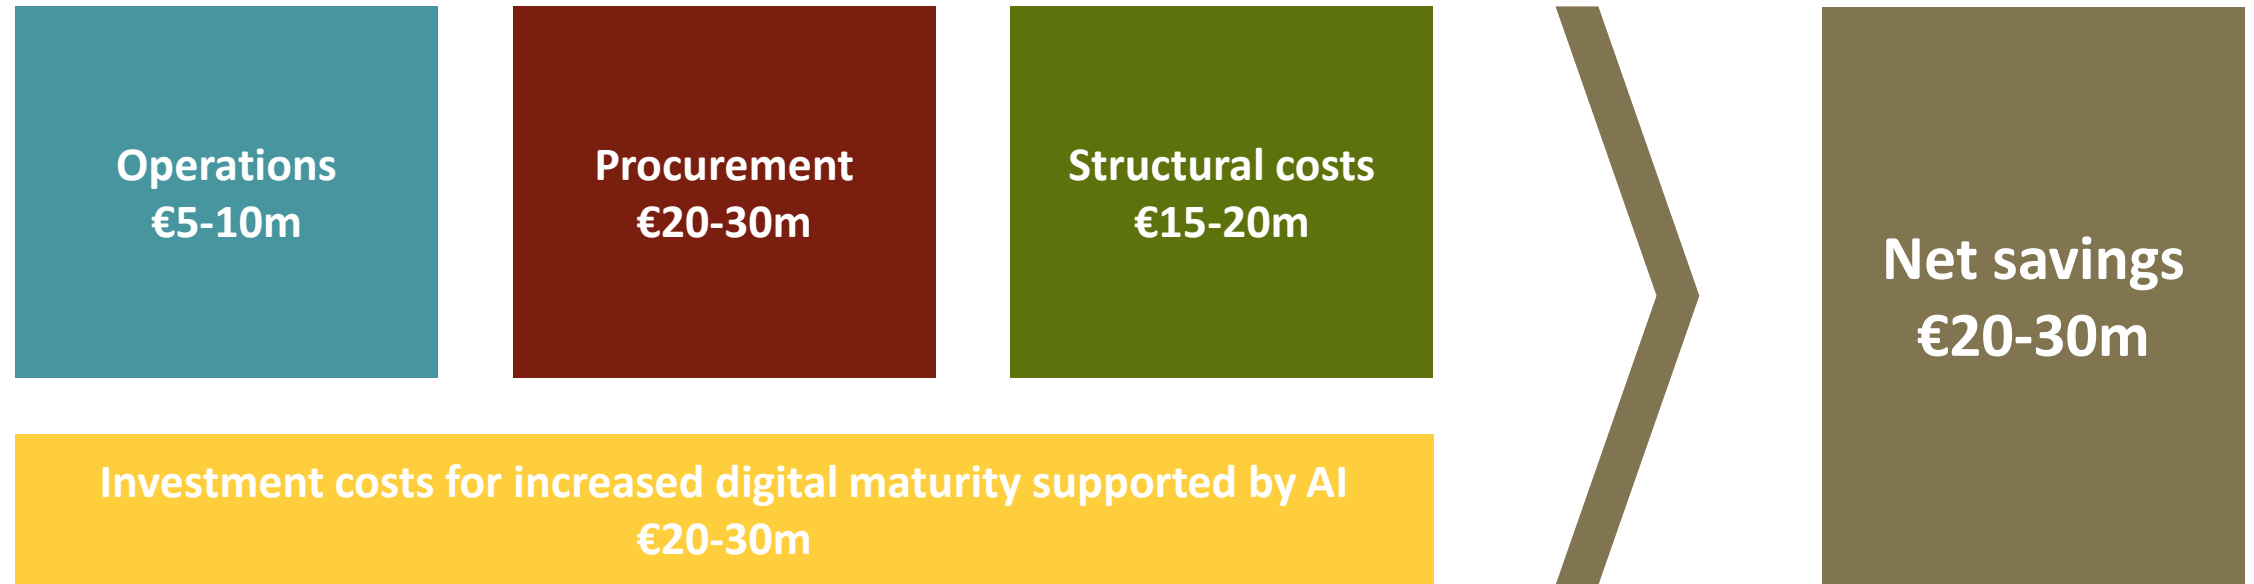 Operations
€5-10m
Procurement
€20-30m
Structural costs
€15-20m
Investment costs for increased digital maturity supported by AI
€20-30m
Net savings
€20-30m